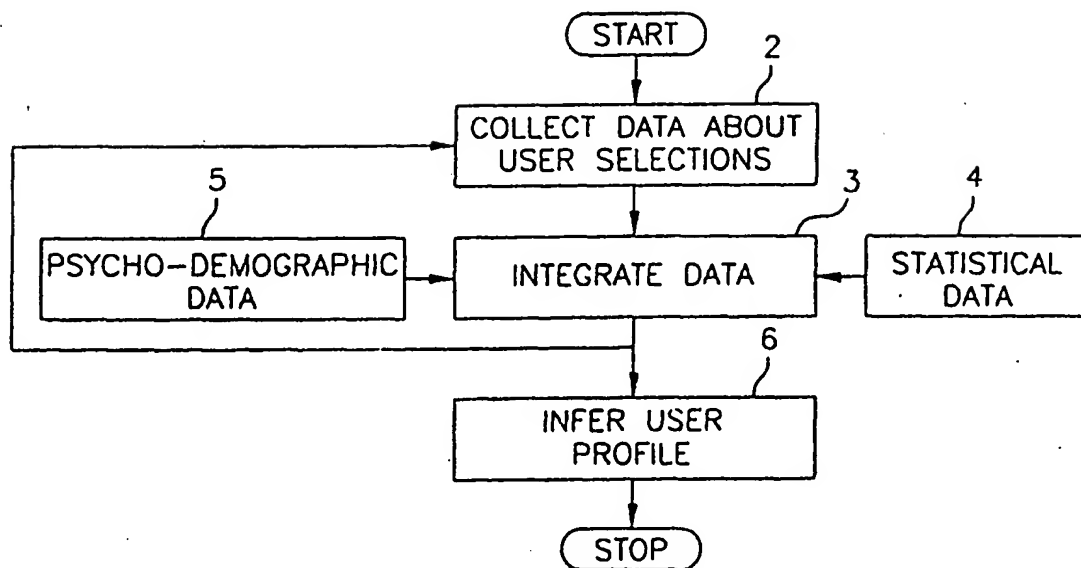 START
2
COLLECT DATA ABOUT
USER SELECTIONS
5
3
4
PSYCHO-DEMOGRAPHIC
DATA
INTEGRATE DATA
STATISTICAL
DATA
6
INFER USER
PROFILE
STOP